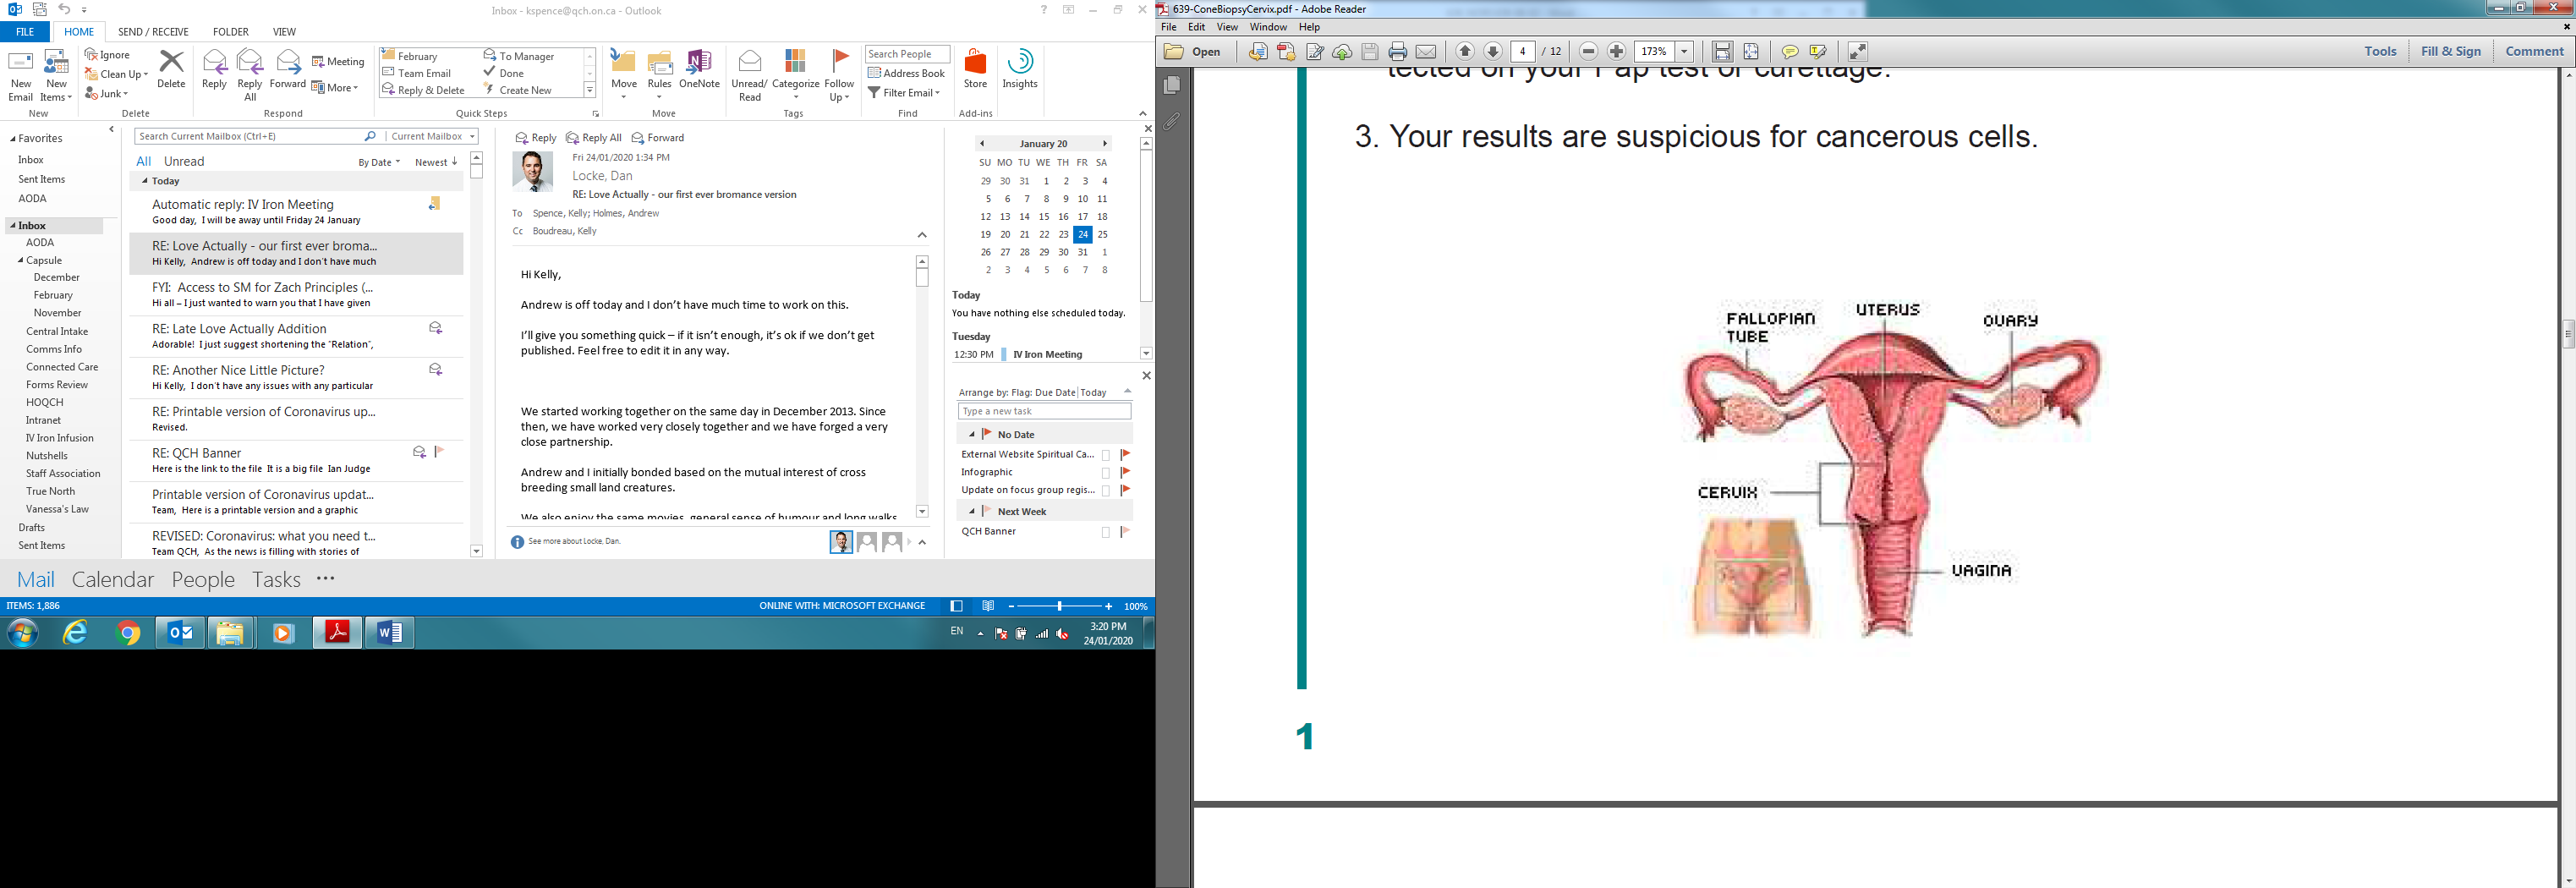 Inbox - kspence@qch.on.ca - Outlook
FILE HOME SEND / RECEIVE FOLDER VIEW
New Email
New Items
Ignore
Clean Up
Junk
Delete
Reply
Reply All
Forward
Meeting
More
February
Team Email
Reply & Delete
To Manager
Done
Create New
Move
Rules
OneNote
Unread/ Read
Categorize
Follow Up
Search People
Address Book
Filter Email
Store
Insights
New
Delete
Respond
Quick Steps
Move
Tags
Find
Add-ins
Favorites
Inbox
Sent Items
AODA
Inbox
AODA
Capsule
December
February
November
Central Intake
Comms Info
Connected Care
Forms Review
HOQCH
Intranet
IV Iron Infusion
Nutshells
Staff Association
True North
Vanessa's Law
Drafts
Sent Items
Search Current Mailbox (Ctrl+E)
Current Mailbox
All Unread
By Date Newest
Today
Automatic reply: IV Iron Meeting
Good day, I will be away until Friday 24 January
RE: Love Actually - our first ever broma...
Hi Kelly, Andrew is off today and I don't have much
FYI: Access to SM for Zach Principles (...
Hi all – I just wanted to warn you that I have given
RE: Late Love Actually Addition
Adorable! I just suggest shortening the "Relation",
RE: Another Nice Little Picture?
Hi Kelly, I don't have any issues with any particular
RE: Printable version of Coronavirus up...
Revised.
RE: QCH Banner
Here is the link to the file It is a big file Ian Judge
Printable version of Coronavirus updat...
Team, Here is a printable version and a graphic
REVISED: Coronavirus: what you need t...
Team QCH, As the news is filling with stories of
Reply Reply All Forward
Fri 24/01/2020 1:34 PM
Locke, Dan
RE: Love Actually - our first ever bromance version
To Spence, Kelly; Holmes, Andrew
Cc Boudreau, Kelly
Hi Kelly,
Andrew is off today and I don't have much time to work on this.
I'll give you something quick – if it isn't enough, it's ok if we don't get
published. Feel free to edit it in any way.
We started working together on the same day in December 2013. Since
then, we have worked very closely together and we have forged a very
close partnership.
Andrew and I initially bonded based on the mutual interest of cross
breeding small land creatures.
We also enjoy the same movies, general sense of humour and long walks
See more about Locke, Dan.
January 20
SU MO TU WE TH FR SA
29 30 31 1 2 3 4
5 6 7 8 9 10 11
12 13 14 15 16 17 18
19 20 21 22 23 24 25
26 27 28 29 30 31 1
2 3 4 5 6 7 8
Today
You have nothing else scheduled today.
Tuesday
12:30 PM IV Iron Meeting
Arrange by: Flag: Due Date Today
Type a new task
No Date
External Website Spiritual Ca...
Infographic
Update on focus group regis...
Next Week
QCH Banner
Mail Calendar People Tasks
ITEMS: 1,886
ONLINE WITH: MICROSOFT EXCHANGE
100%
EN
3:20 PM
24/01/2020
639-ConeBiopsyCervix.pdf - Adobe Reader
File Edit View Window Help
Open
4 / 12
173%
Tools Fill & Sign Comment
tected on your Pap test or curettage.
3. Your results are suspicious for cancerous cells.
FALLOPIAN
TUBE
UTERUS
OVARY
CERVIX
VAGINA
1